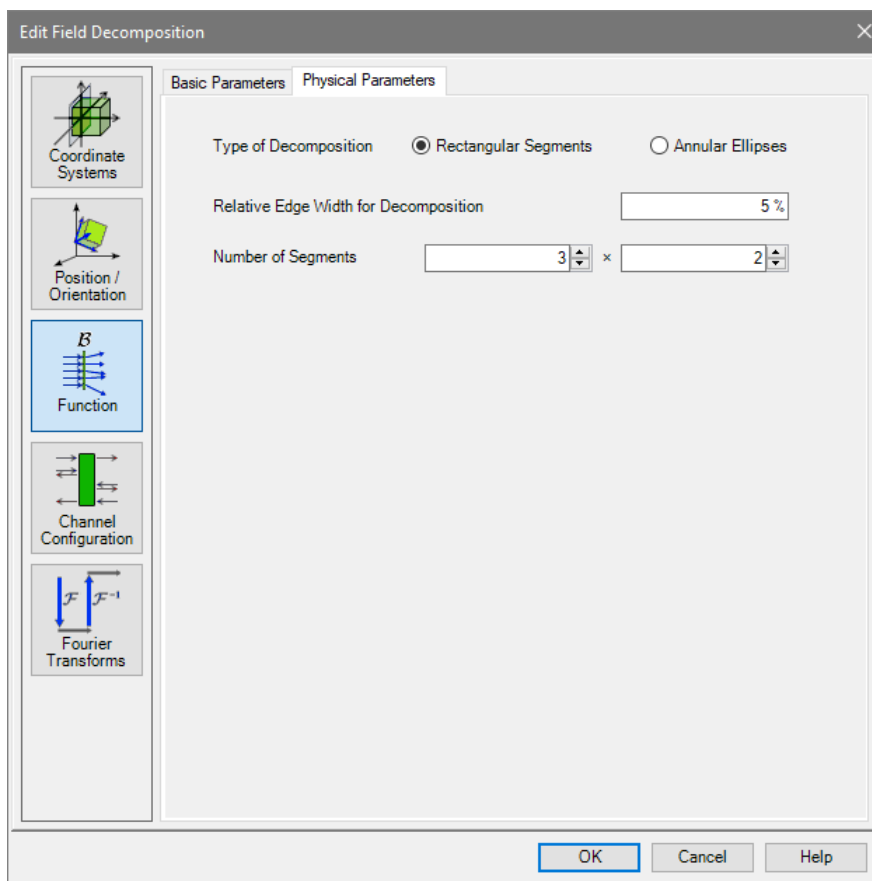 Edit Field Decomposition
Basic Parameters
Physical Parameters
Coordinate
Systems
Position /
Orientation
B
Function
Channel
Configuration
F F⁻¹
Fourier
Transforms
Type of Decomposition
Rectangular Segments
Annular Ellipses
Relative Edge Width for Decomposition
5 %
Number of Segments
3
×
2
OK
Cancel
Help